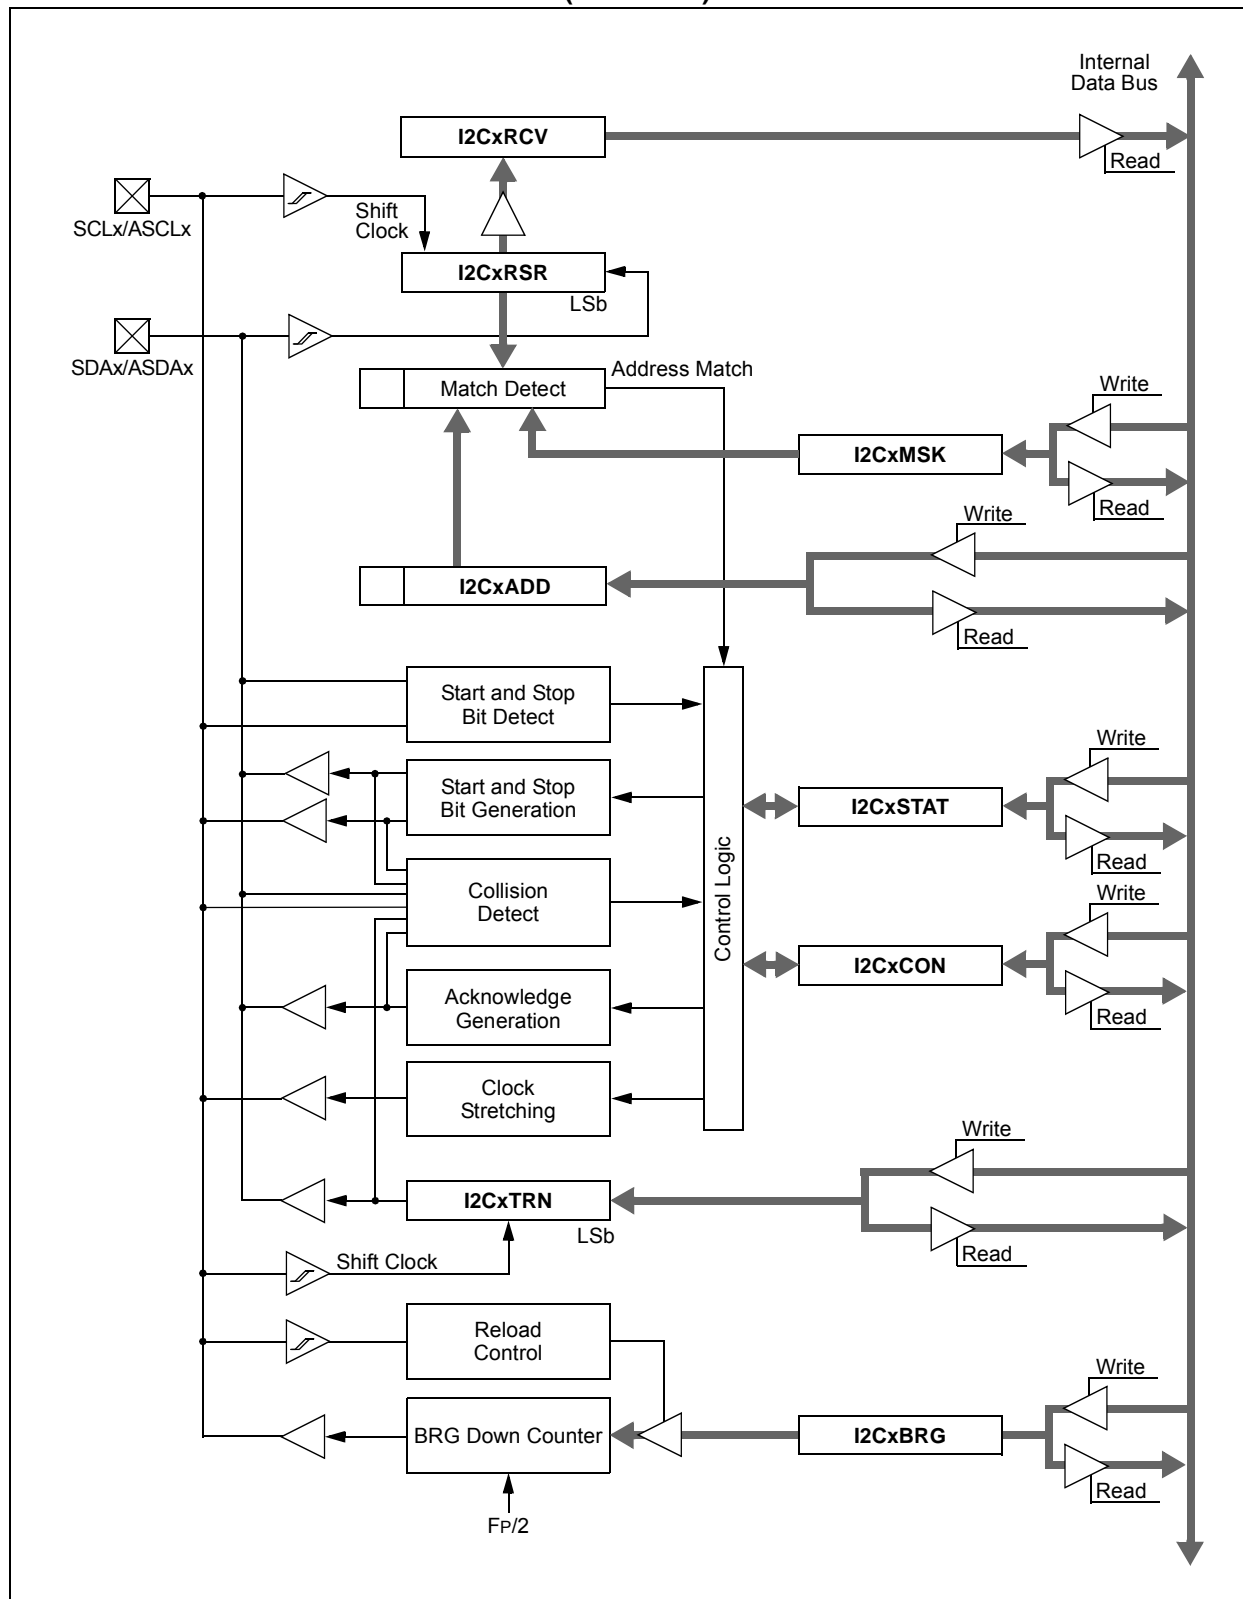 Internal
Data Bus
I2CxRCV
Read
SCLx/ASCLx
Shift
Clock
I2CxRSR
LSb
SDAx/ASDAx
Address Match
Match Detect
Write
I2CxMSK
Read
Write
I2CxADD
Read
Start and Stop
Bit Detect
Start and Stop
Bit Generation
Write
I2CxSTAT
Read
Collision
Detect
Control Logic
Write
I2CxCON
Read
Acknowledge
Generation
Clock
Stretching
Write
I2CxTRN
LSb
Read
Shift Clock
Reload
Control
Write
BRG Down Counter
I2CxBRG
Read
FP/2